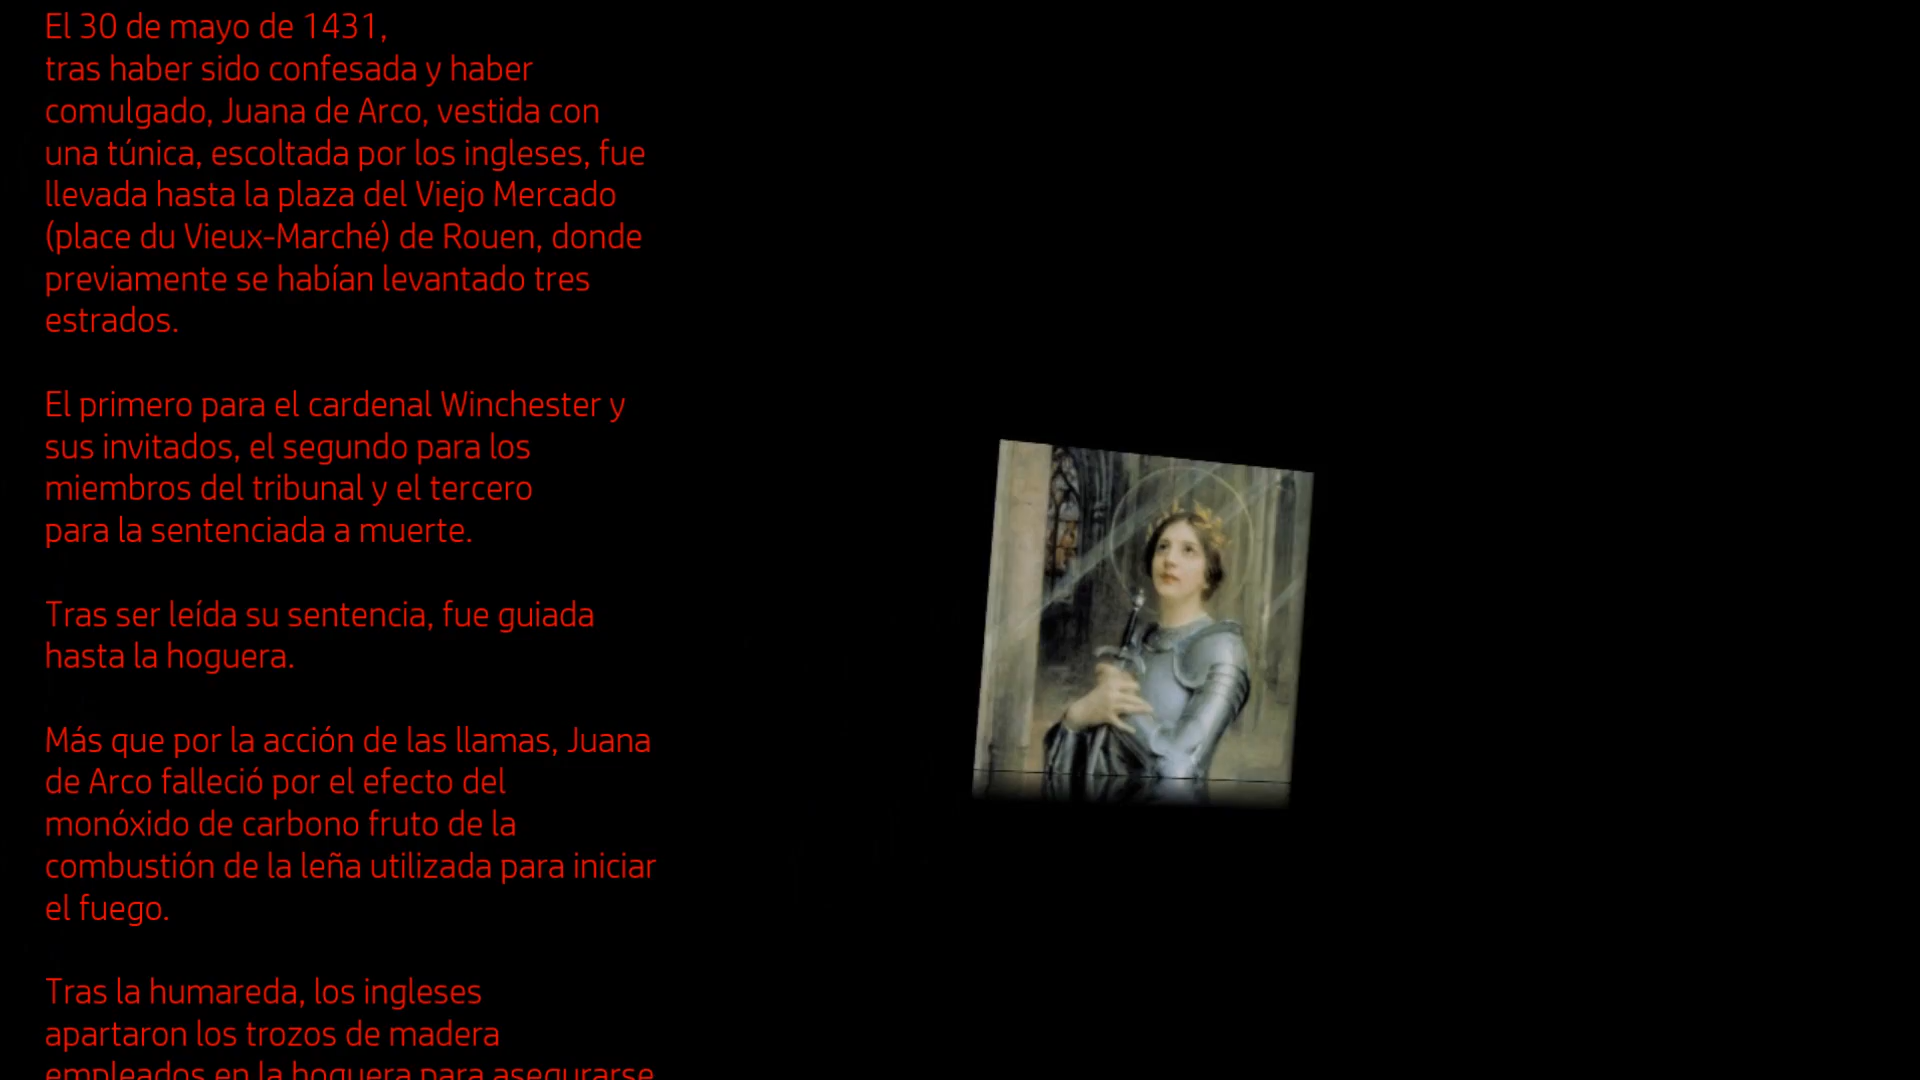 El 30 de mayo de 1431,
tras haber sido confesada y haber
comulgado, Juana de Arco, vestida con
una túnica, escoltada por los ingleses, fue
llevada hasta la plaza del Viejo Mercado
(place du Vieux-Marché) de Rouen, donde
previamente se habían levantado tres
estrados.
El primero para el cardenal Winchester y
sus invitados, el segundo para los
miembros del tribunal y el tercero
para la sentenciada a muerte.
Tras ser leída su sentencia, fue guiada
hasta la hoguera.
Más que por la acción de las llamas, Juana
de Arco falleció por el efecto del
monóxido de carbono fruto de la
combustión de la leña utilizada para iniciar
el fuego.
Tras la humareda, los ingleses
apartaron los trozos de madera
empleados en la hoguera para asegurarse